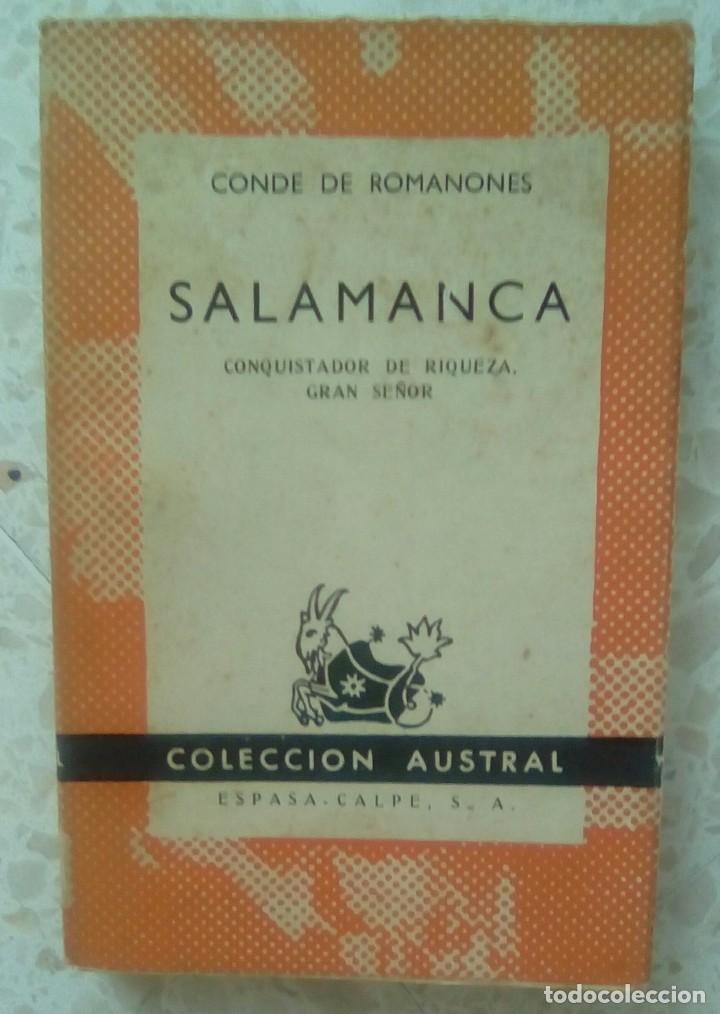 CONDE DE ROMANONES
SALAMANCA
CONQUISTADOR DE RIQUEZA,
GRAN SEÑOR
COLECCION AUSTRAL
ESPASA-CALPE, S. A.
todocoleccion